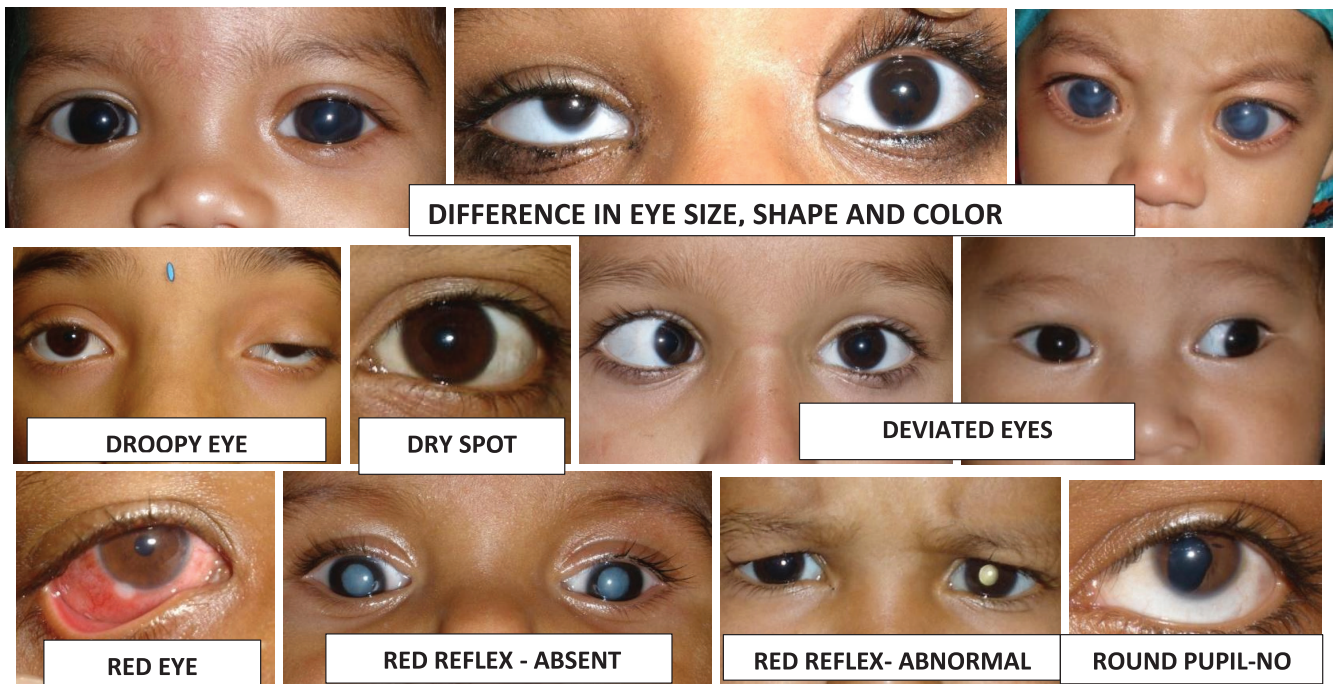 DIFFERENCE IN EYE SIZE, SHAPE AND COLOR
DROOPY EYE
DRY SPOT
DEVIATED EYES
RED EYE
RED REFLEX - ABSENT
RED REFLEX- ABNORMAL
ROUND PUPIL-NO